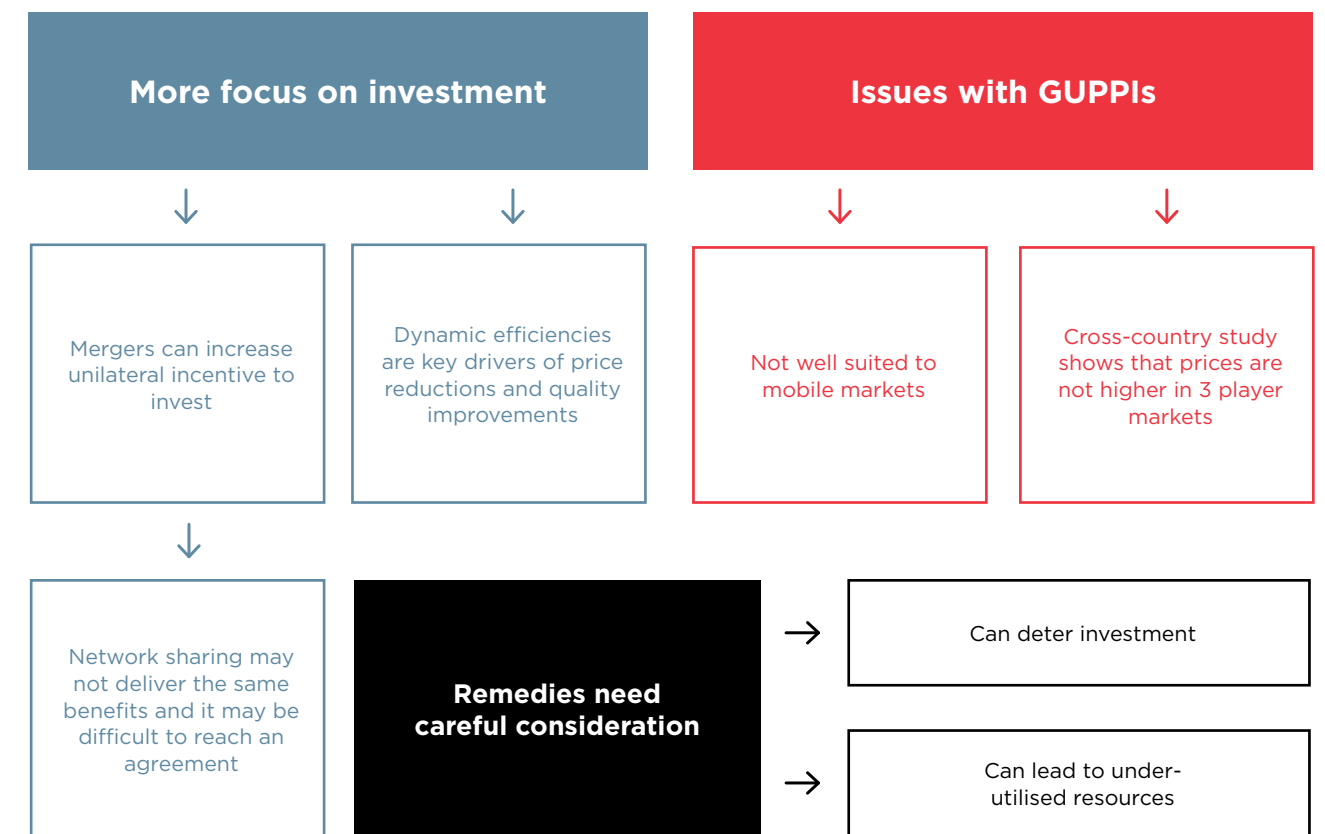 More focus on investment
Issues with GUPPIs
Mergers can increase
unilateral incentive to
invest
Dynamic efficiencies
are key drivers of price
reductions and quality
improvements
Not well suited to
mobile markets
Cross-country study
shows that prices are
not higher in 3 player
markets
Network sharing may
not deliver the same
benefits and it may be
difficult to reach an
agreement
Remedies need
careful consideration
Can deter investment
Can lead to under-
utilised resources